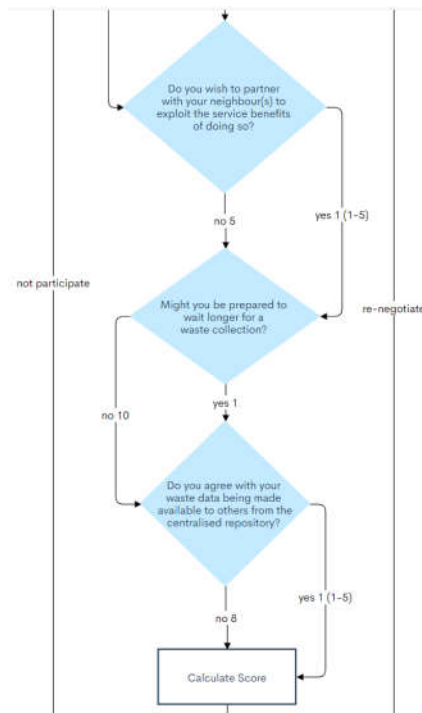 Do you wish to partner
with your neighbour(s) to
exploit the service benefits
of doing so?
no 5
yes 1 (1-5)
not participate
re-negotiate
Might you be prepared to
wait longer for a
waste collection?
no 10
yes 1
Do you agree with your
waste data being made
available to others from the
centralised repository?
yes 1 (1-5)
no 8
Calculate Score